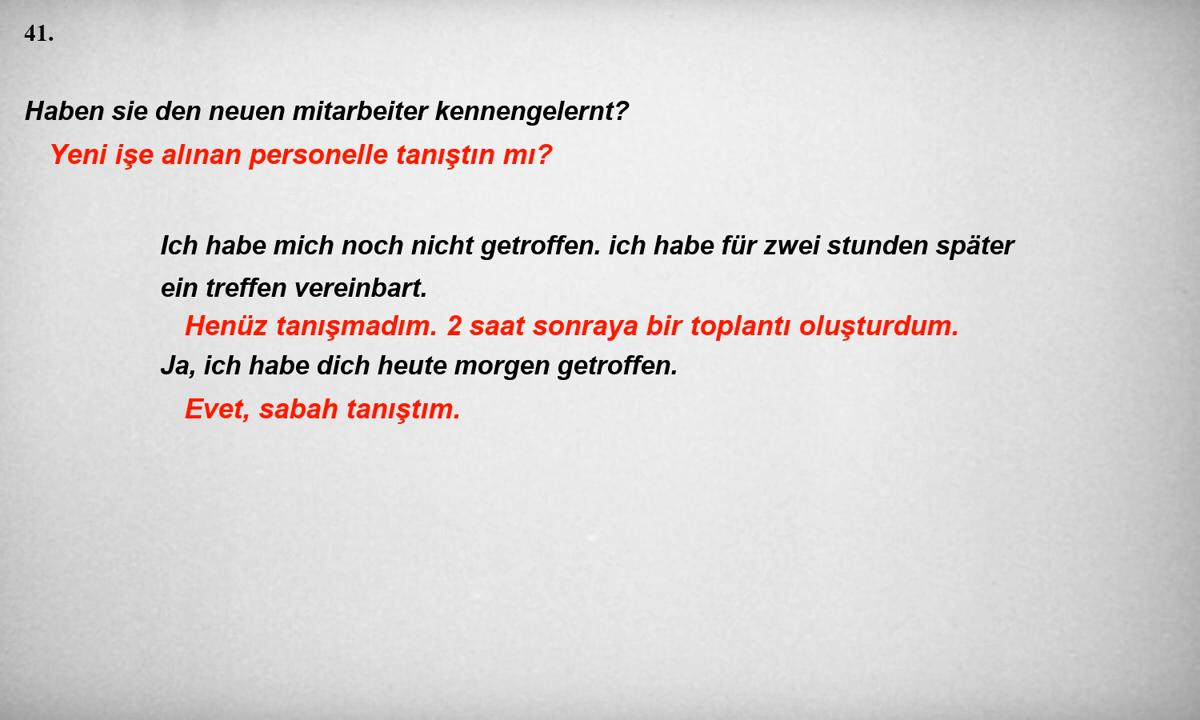 41.
Haben sie den neuen mitarbeiter kennengelernt?
Yeni işe alınan personelle tanıştın mı?
Ich habe mich noch nicht getroffen. ich habe für zwei stunden später
ein treffen vereinbart.
Henüz tanışmadım. 2 saat sonraya bir toplantı oluşturdum.
Ja, ich habe dich heute morgen getroffen.
Evet, sabah tanıştım.